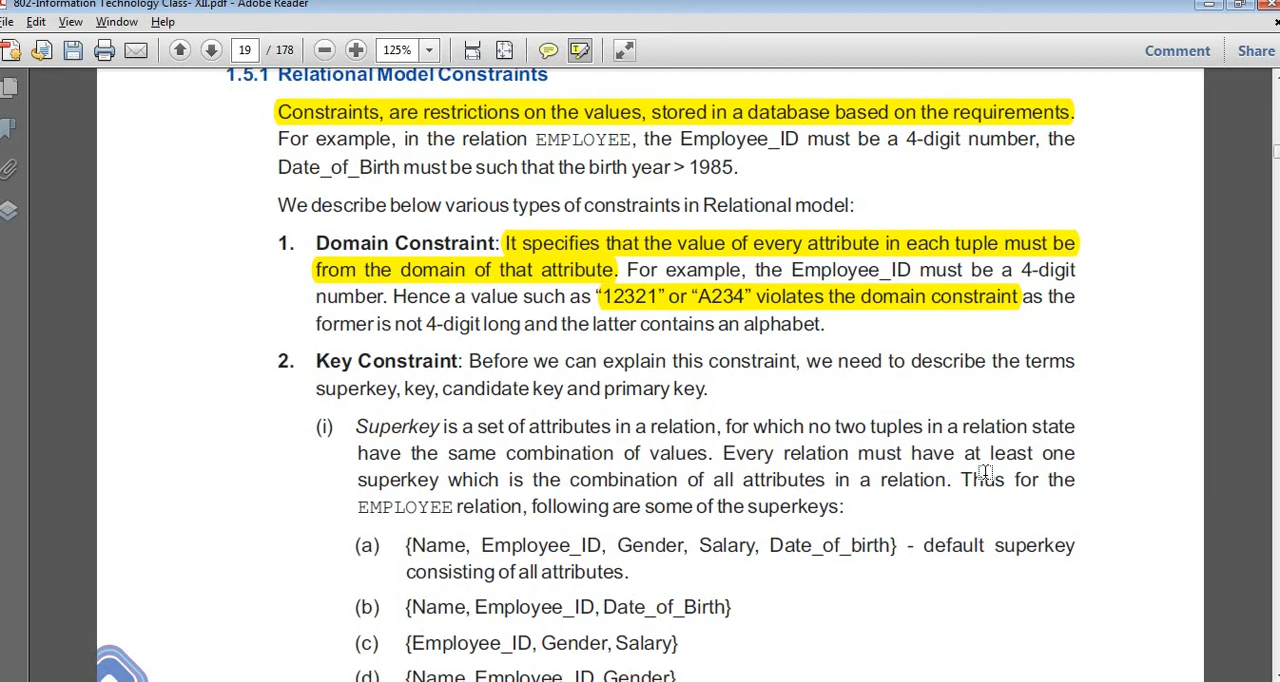 802-Information Technology Class- XII.pdf - Adobe Reader
File Edit View Window Help
19 / 178 125% Comment Share
1.5.1 Relational Model Constraints
Constraints, are restrictions on the values, stored in a database based on the requirements.
For example, in the relation EMPLOYEE, the Employee_ID must be a 4-digit number, the
Date_of_Birth must be such that the birth year > 1985.
We describe below various types of constraints in Relational model:
1. Domain Constraint: It specifies that the value of every attribute in each tuple must be
from the domain of that attribute. For example, the Employee_ID must be a 4-digit
number. Hence a value such as “12321” or “A234” violates the domain constraint as the
former is not 4-digit long and the latter contains an alphabet.
2. Key Constraint: Before we can explain this constraint, we need to describe the terms
superkey, key, candidate key and primary key.
(i) Superkey is a set of attributes in a relation, for which no two tuples in a relation state
have the same combination of values. Every relation must have at least one
superkey which is the combination of all attributes in a relation. Thus for the
EMPLOYEE relation, following are some of the superkeys:
(a) {Name, Employee_ID, Gender, Salary, Date_of_birth} - default superkey
consisting of all attributes.
(b) {Name, Employee_ID, Date_of_Birth}
(c) {Employee_ID, Gender, Salary}
(d) {Name, Employee_ID, Gender}